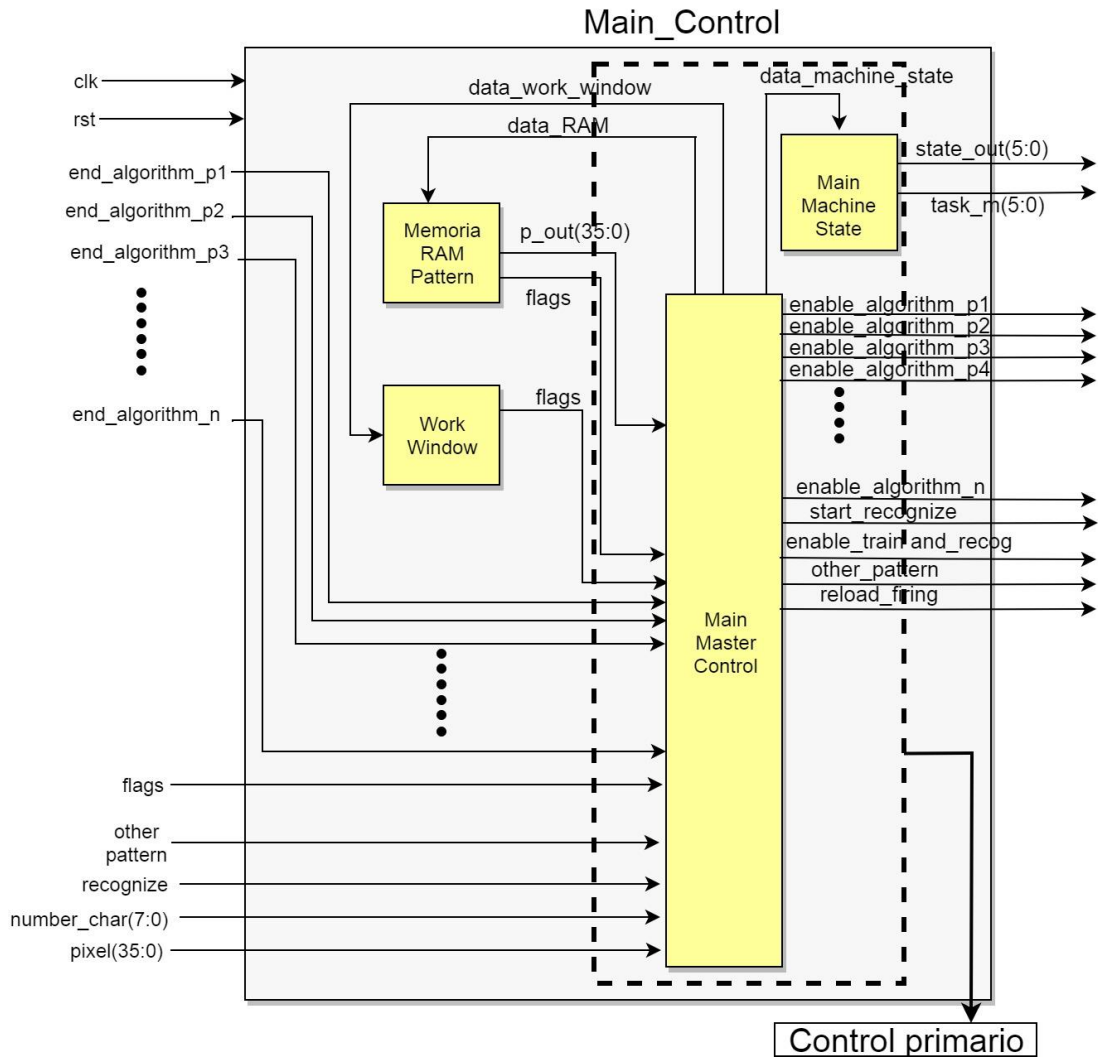 Main_Control
clk
rst
end_algorithm_p1
end_algorithm_p2
end_algorithm_p3
end_algorithm_n
flags
other
pattern
recognize
number_char(7:0)
pixel(35:0)
data_work_window
data_RAM
data_machine_state
Memoria
RAM
Pattern
p_out(35:0)
flags
Work
Window
flags
Main
Machine
State
state_out(5:0)
task_m(5:0)
Main
Master
Control
enable_algorithm_p1
enable_algorithm_p2
enable_algorithm_p3
enable_algorithm_p4
enable_algorithm_n
start_recognize
enable_train and_recog
other_pattern
reload_firing
Control primario